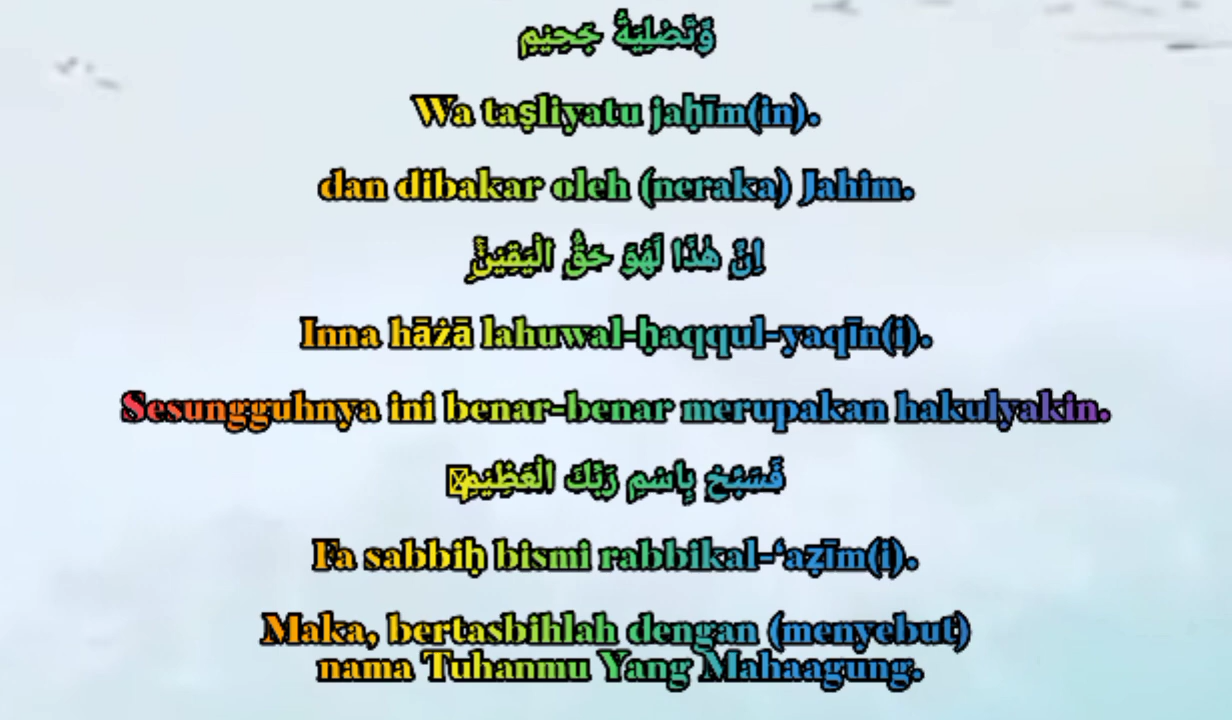 وَّتَصْلِيَةُ جَحِيْمٍ
Wa taṣliyatu jaḥīm(in).
dan dibakar oleh (neraka) Jahim.
اِنَّ هٰذَا لَهُوَ حَقُّ الْيَقِيْنِۚ
Inna hāżā lahuwal-ḥaqqul-yaqīn(i).
Sesungguhnya ini benar-benar merupakan hakulyakin.
فَسَبِّحْ بِاسْمِ رَبِّكَ الْعَظِيْمِ
Fa sabbiḥ bismi rabbikal-‘aẓīm(i).
Maka, bertasbihlah dengan (menyebut)
nama Tuhanmu Yang Mahaagung.